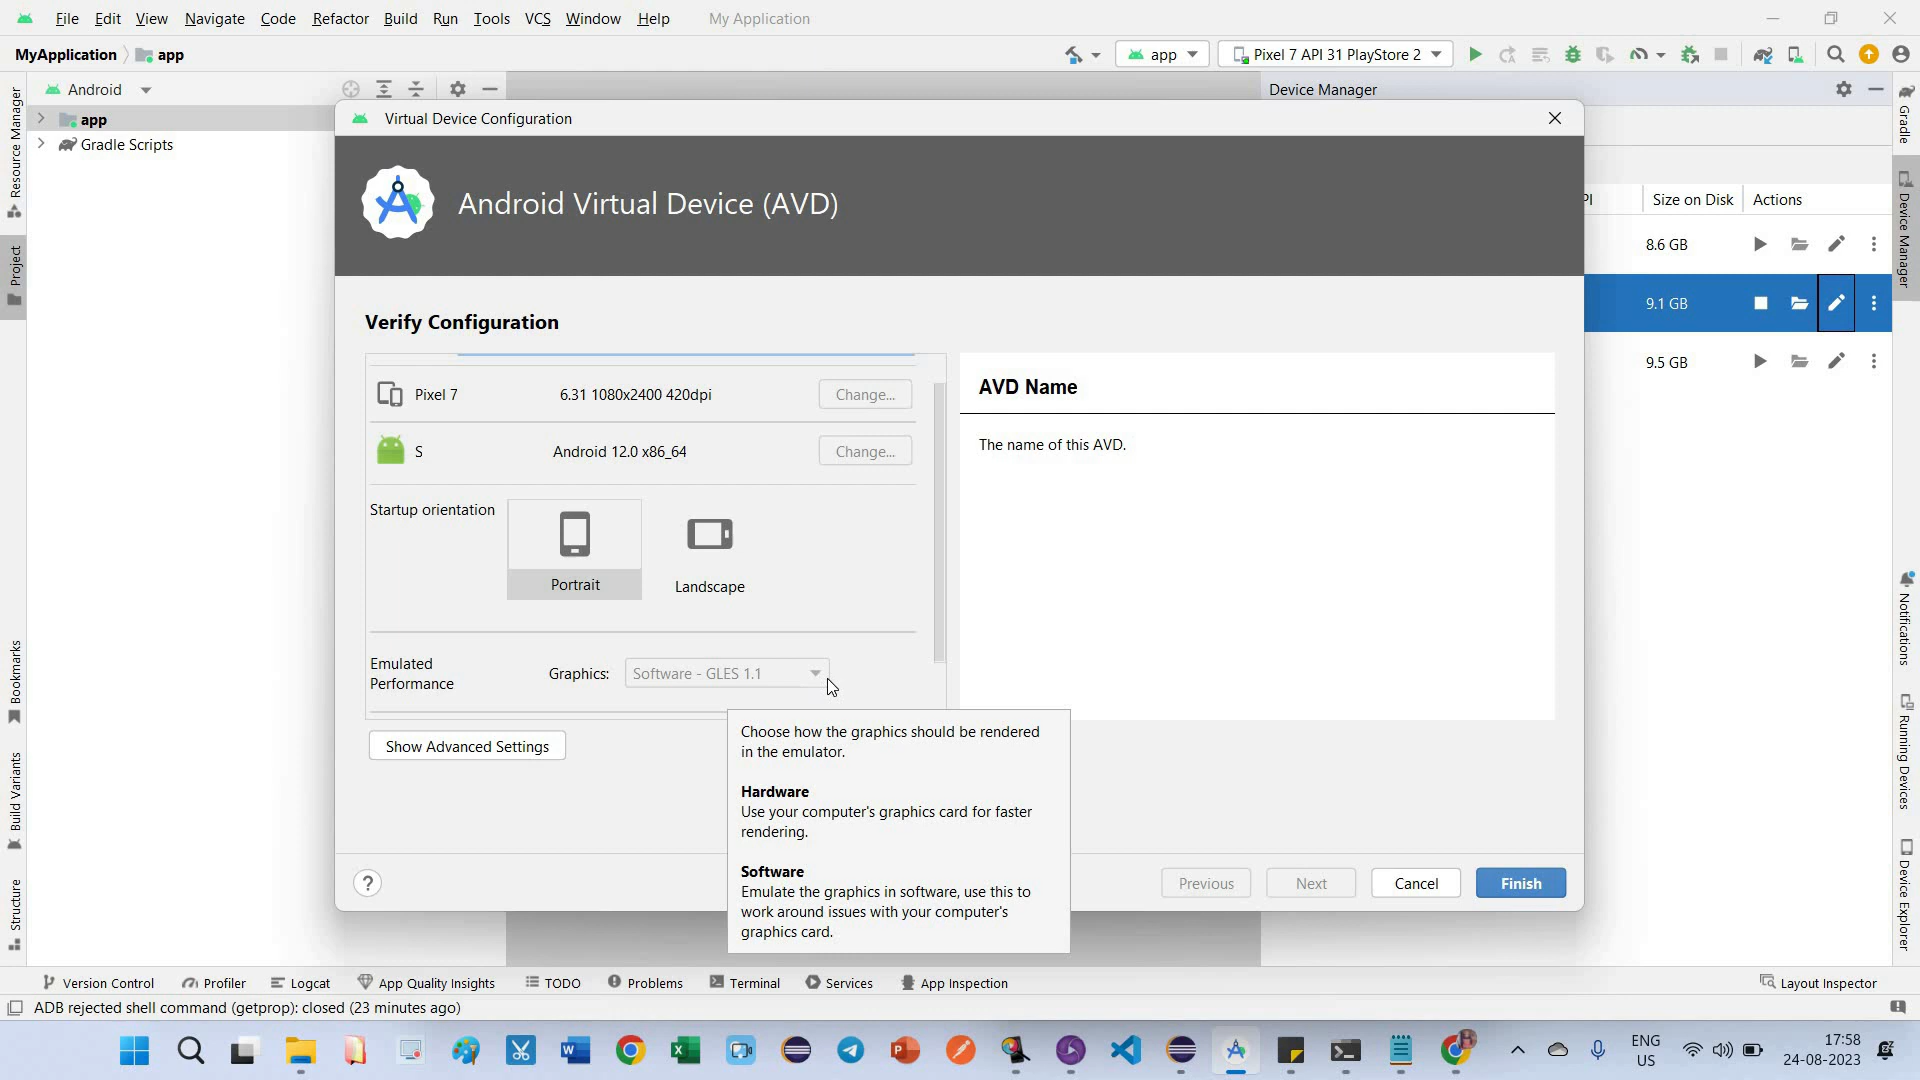 File Edit View Navigate Code Refactor Build Run Tools VCS Window Help My Application
MyApplication app
app Pixel 7 API 31 PlayStore 2
Android
Device Manager
app
Gradle Scripts
Resource Manager
Project
Bookmarks
Build Variants
Structure
Virtual Device Configuration
Android Virtual Device (AVD)
Verify Configuration
Pixel 7 6.31 1080x2400 420dpi Change...
S Android 12.0 x86_64 Change...
Startup orientation
Portrait
Landscape
Emulated
Performance
Graphics: Software - GLES 1.1
Show Advanced Settings
AVD Name
The name of this AVD.
Choose how the graphics should be rendered
in the emulator.
Hardware
Use your computer's graphics card for faster
rendering.
Software
Emulate the graphics in software, use this to
work around issues with your computer's
graphics card.
?
Previous Next Cancel Finish
PI Size on Disk Actions
8.6 GB
9.1 GB
9.5 GB
Gradle
Device Manager
Notifications
Running Devices
Device Explorer
Version Control Profiler Logcat App Quality Insights TODO Problems Terminal Services App Inspection Layout Inspector
ADB rejected shell command (getprop): closed (23 minutes ago)
ENG
US
17:58
24-08-2023